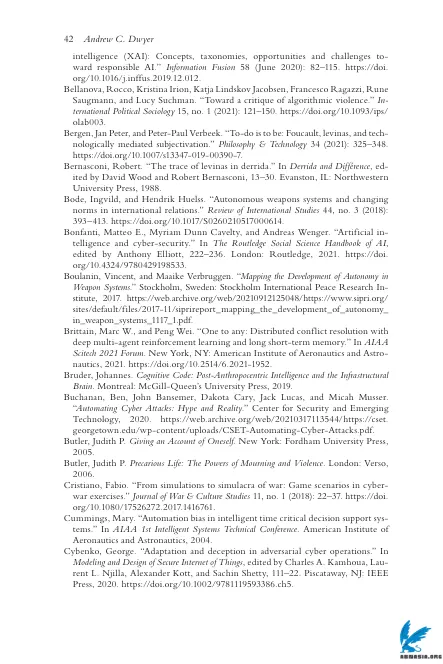 42 Andrew C. Dwyer
intelligence (XAI): Concepts, taxonomies, opportunities and challenges to-
ward responsible AI." Information Fusion 58 (June 2020): 82–115. https://doi.
org/10.1016/j.inffus.2019.12.012.
Bellanova, Rocco, Kristina Irion, Katja Lindskov Jacobsen, Francesco Ragazzi, Rune
Saugmann, and Lucy Suchman. "Toward a critique of algorithmic violence." In-
ternational Political Sociology 15, no. 1 (2021): 121–150. https://doi.org/10.1093/ips/
olab003.
Bergen, Jan Peter, and Peter-Paul Verbeek. "To-do is to be: Foucault, levinas, and tech-
nologically mediated subjectivation." Philosophy & Technology 34 (2021): 325–348.
https://doi.org/10.1007/s13347-019-00390-7.
Bernasconi, Robert. "The trace of levinas in derrida." In Derrida and Différence, ed-
ited by David Wood and Robert Bernasconi, 13–30. Evanston, IL: Northwestern
University Press, 1988.
Bode, Ingvild, and Hendrik Huelss. "Autonomous weapons systems and changing
norms in international relations." Review of International Studies 44, no. 3 (2018):
393–413. https://doi.org/10.1017/S0260210517000614.
Bonfanti, Matteo E., Myriam Dunn Cavelty, and Andreas Wenger. "Artificial in-
telligence and cyber-security." In The Routledge Social Science Handbook of AI,
edited by Anthony Elliott, 222–236. London: Routledge, 2021. https://doi.
org/10.4324/9780429198533.
Boulanin, Vincent, and Maaike Verbruggen. "Mapping the Development of Autonomy in
Weapon Systems." Stockholm, Sweden: Stockholm International Peace Research In-
stitute, 2017. https://web.archive.org/web/20210912125048/https://www.sipri.org/
sites/default/files/2017-11/siprireport_mapping_the_development_of_autonomy_
in_weapon_systems_1117_1.pdf.
Brittain, Marc W., and Peng Wei. "One to any: Distributed conflict resolution with
deep multi-agent reinforcement learning and long short-term memory." In AIAA
Scitech 2021 Forum. New York, NY: American Institute of Aeronautics and Astro-
nautics, 2021. https://doi.org/10.2514/6.2021-1952.
Bruder, Johannes. Cognitive Code: Post-Anthropocentric Intelligence and the Infrastructural
Brain. Montreal: McGill-Queen's University Press, 2019.
Buchanan, Ben, John Bansemer, Dakota Cary, Jack Lucas, and Micah Musser.
"Automating Cyber Attacks: Hype and Reality." Center for Security and Emerging
Technology, 2020. https://web.archive.org/web/20210317113544/https://cset.
georgetown.edu/wp-content/uploads/CSET-Automating-Cyber-Attacks.pdf.
Butler, Judith P. Giving an Account of Oneself. New York: Fordham University Press,
2005.
Butler, Judith P. Precarious Life: The Powers of Mourning and Violence. London: Verso,
2006.
Cristiano, Fabio. "From simulations to simulacra of war: Game scenarios in cyber-
war exercises." Journal of War & Culture Studies 11, no. 1 (2018): 22–37. https://doi.
org/10.1080/17526272.2017.1416761.
Cummings, Mary. "Automation bias in intelligent time critical decision support sys-
tems." In AIAA 1st Intelligent Systems Technical Conference. American Institute of
Aeronautics and Astronautics, 2004.
Cybenko, George. "Adaptation and deception in adversarial cyber operations." In
Modeling and Design of Secure Internet of Things, edited by Charles A. Kamhoua, Lau-
rent L. Njilla, Alexander Kott, and Sachin Shetty, 111–22. Piscataway, NJ: IEEE
Press, 2020. https://doi.org/10.1002/9781119593386.ch5.